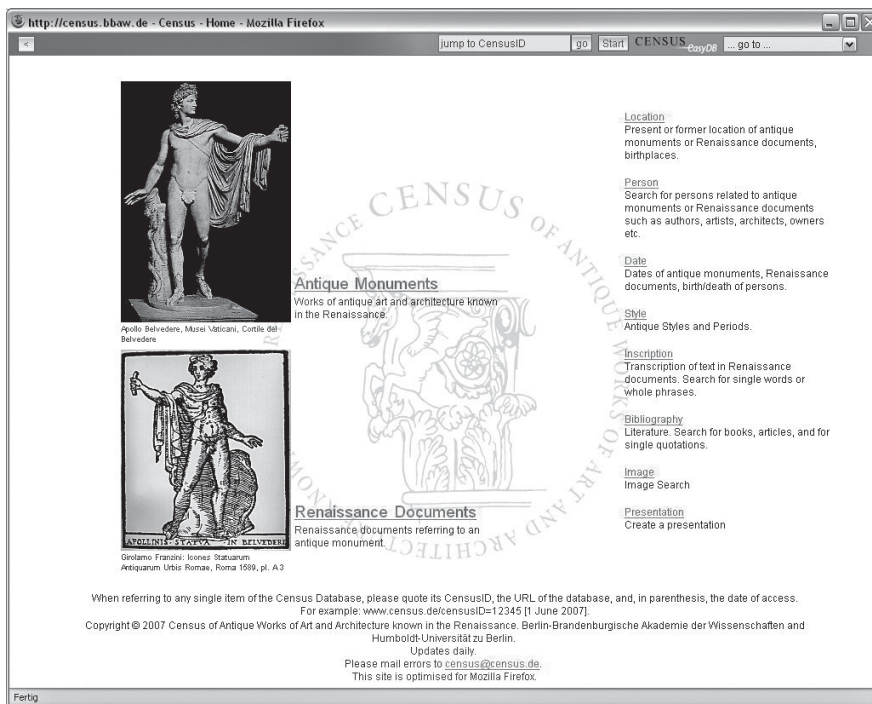 http://census.bbaw.de - Census - Home - Mozilla Firefox
<
jump to CensusID
go
Start
CENSUS
EasyDB
... go to ...
Apollo Belvedere, Musei Vaticani, Cortile del
Belvedere
APOLLINIS · STATVA · IN BELVEDERE
Girolamo Franzini: Icones Statuarum
Antiquarum Urbis Romae, Roma 1589, pl. A 3
CENSUS OF ANTIQUE WORKS OF ART AND ARCHITECTURE KNOWN
RENAISSANCE
Antique Monuments
Works of antique art and architecture known
in the Renaissance.
Renaissance Documents
Renaissance documents referring to an
antique monument.
Location
Present or former location of antique
monuments or Renaissance documents,
birthplaces.
Person
Search for persons related to antique
monuments or Renaissance documents
such as authors, artists, architects, owners
etc.
Date
Dates of antique monuments, Renaissance
documents, birth/death of persons.
Style
Antique Styles and Periods.
Inscription
Transcription of text in Renaissance
documents. Search for single words or
whole phrases.
Bibliography
Literature. Search for books, articles, and for
single quotations.
Image
Image Search
Presentation
Create a presentation
When referring to any single item of the Census Database, please quote its CensusID, the URL of the database, and, in parenthesis, the date of access.
For example: www.census.de/censusID=12345 [1 June 2007].
Copyright © 2007 Census of Antique Works of Art and Architecture known in the Renaissance. Berlin-Brandenburgische Akademie der Wissenschaften and
Humboldt-Universität zu Berlin.
Updates daily.
Please mail errors to census@census.de.
This site is optimised for Mozilla Firefox.
Fertig